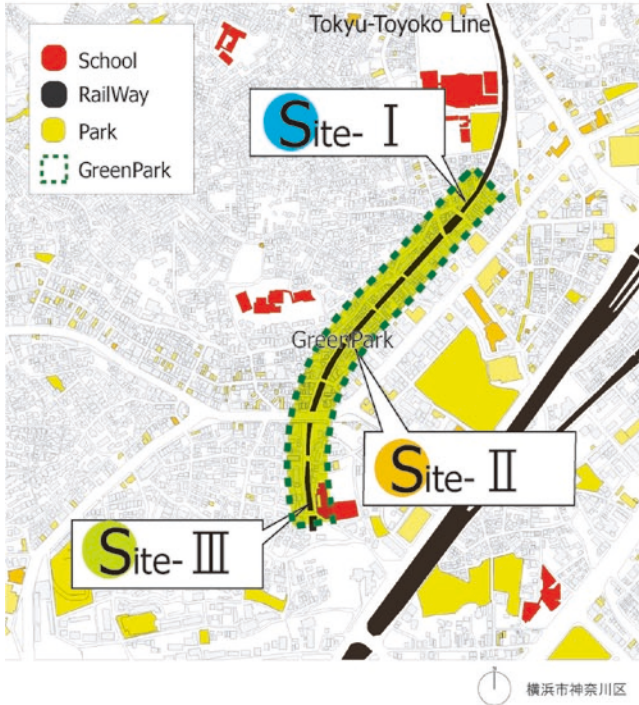 Tokyu-Toyoko Line
School
RailWay
Park
GreenPark
Site- Ⅰ
GreenPark
Site- Ⅱ
Site- Ⅲ
横浜市神奈川区